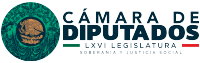 CÁMARA DE
DIPUTADOS
LXVI LEGISLATURA
SOBERANÍA Y JUSTICIA SOCIAL